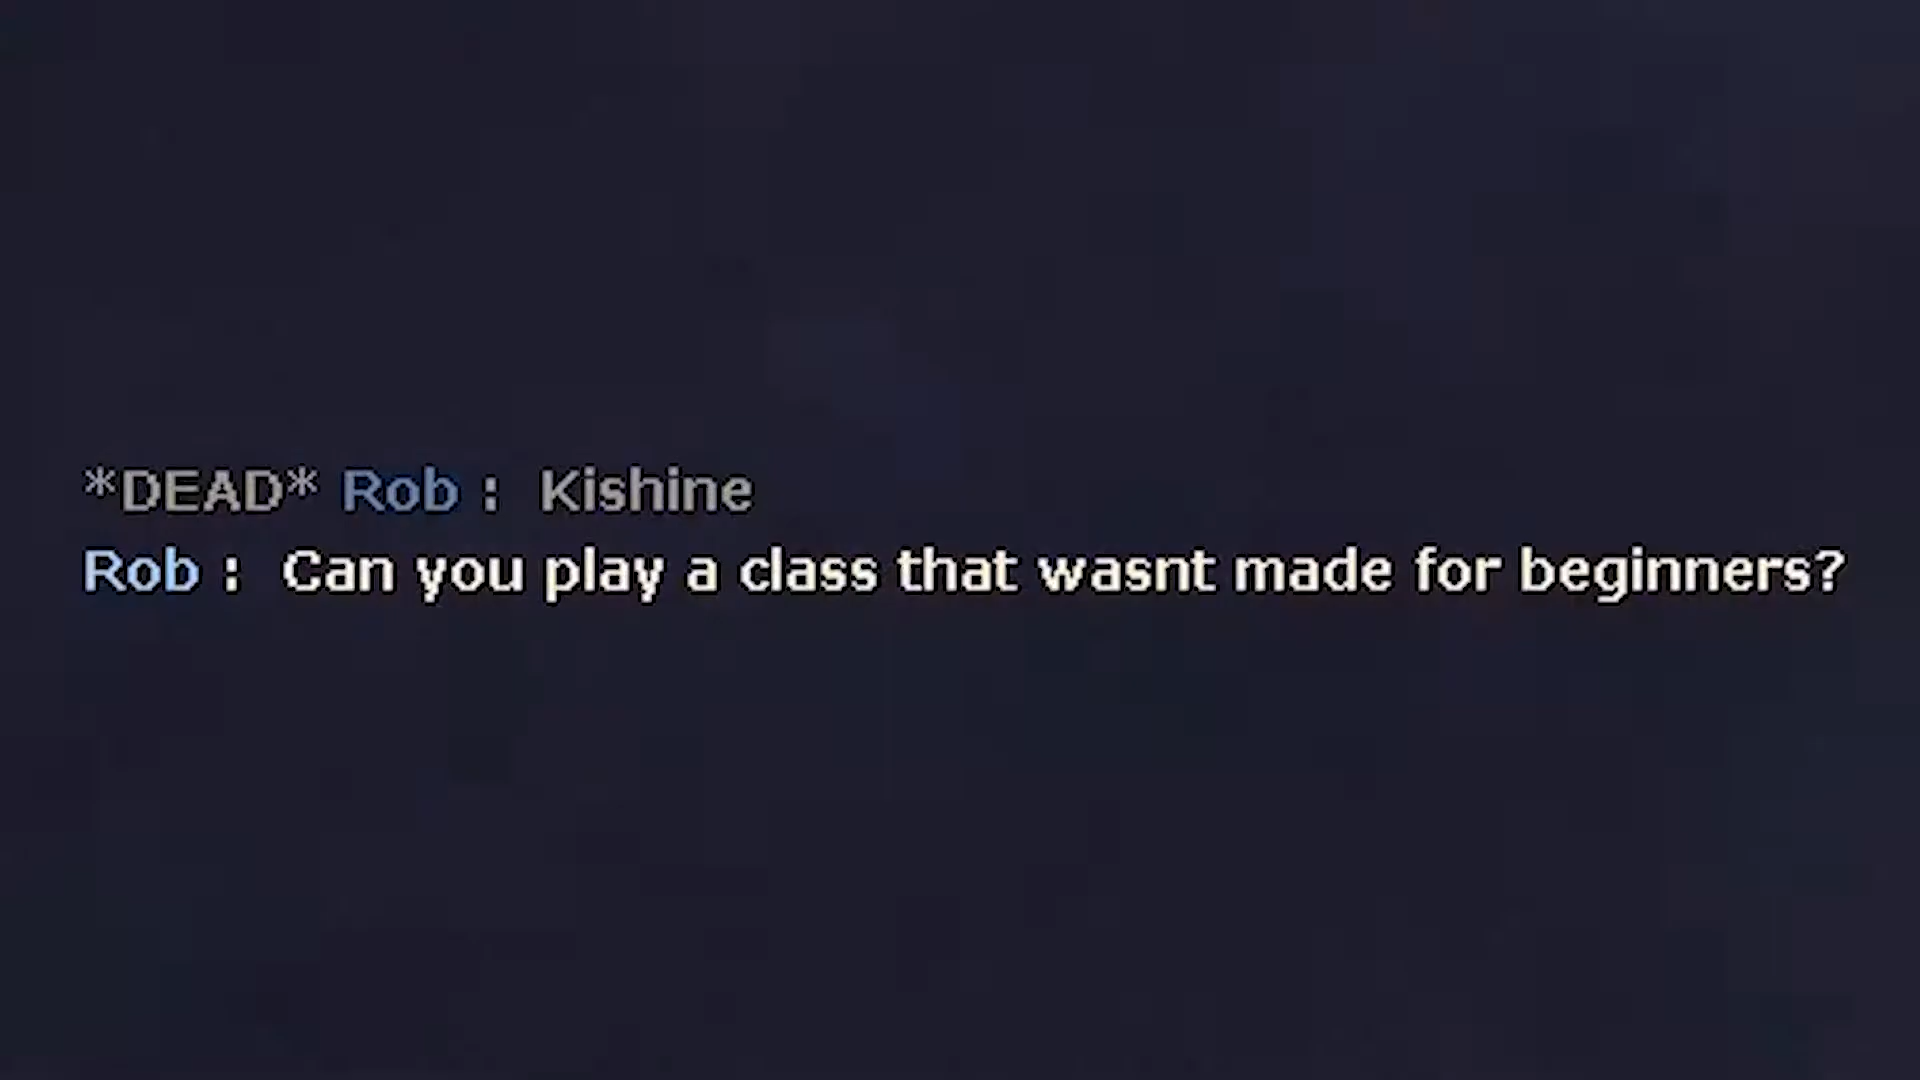 *DEAD* Rob :  Kishine
Rob :  Can you play a class that wasnt made for beginners?